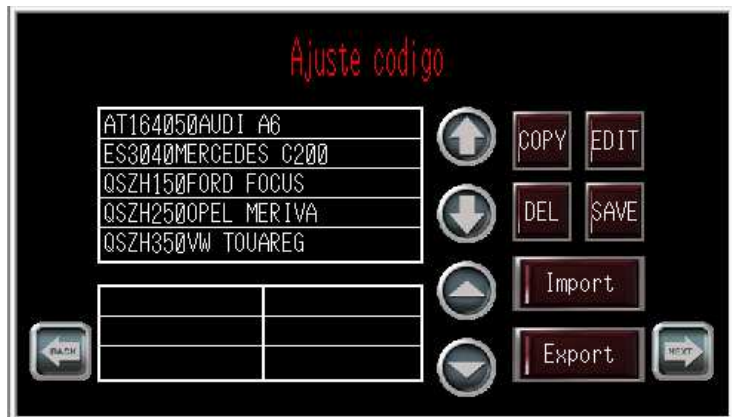 Ajuste codigo
AT164050AUDI A6
ES3040MERCEDES C200
QSZH150FORD FOCUS
QSZH250OPEL MERIVA
QSZH350VW TOUAREG
COPY EDIT
DEL SAVE
Import
Export
BACK
NEXT